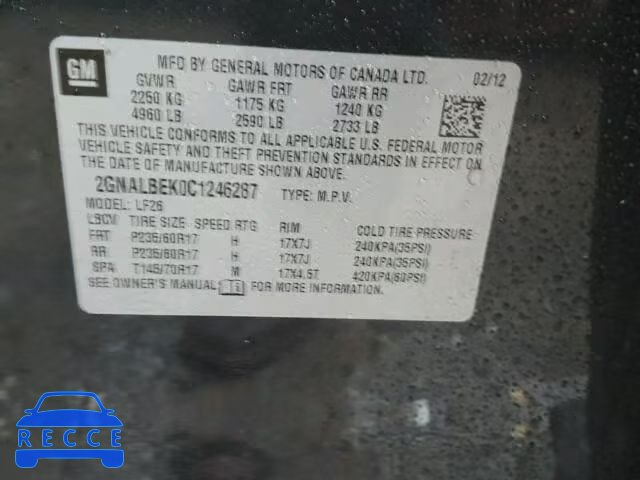 GM
MFD BY GENERAL MOTORS OF CANADA LTD. 02/12
GVWR GAWR FRT GAWR RR
2250 KG 1175 KG 1240 KG
4960 LB 2590 LB 2733 LB
THIS VEHICLE CONFORMS TO ALL APPLICABLE U.S. FEDERAL MOTOR
VEHICLE SAFETY AND THEFT PREVENTION STANDARDS IN EFFECT ON
THE DATE OF MANUFACTURE SHOWN ABOVE.
2GNALBEK0C1246287 TYPE: M.P.V.
MODEL: LF26
LBCV TIRE SIZE SPEED RTG RIM COLD TIRE PRESSURE
FRT P235/60R17 H 17X7J 240KPA(35PSI)
RR P235/60R17 H 17X7J 240KPA(35PSI)
SPA T145/70R17 M 17X4.5T 420KPA(60PSI)
SEE OWNER'S MANUAL FOR MORE INFORMATION.
RECCE
RECCE